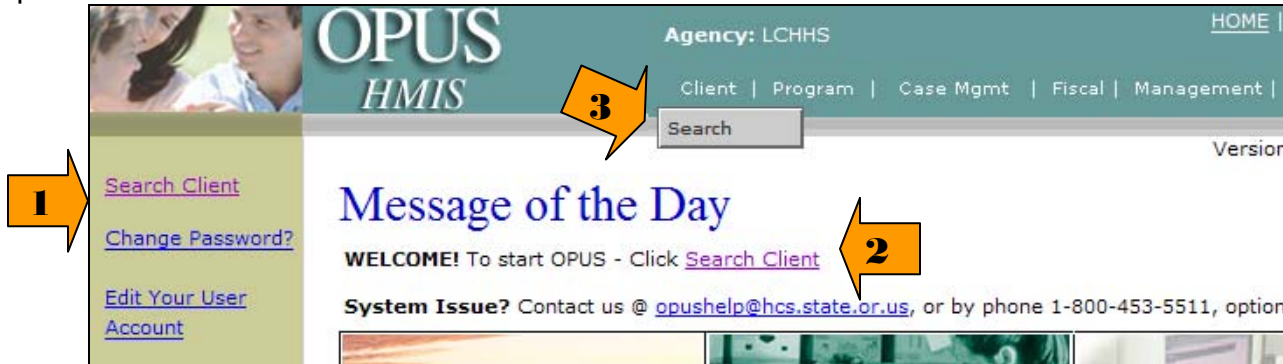 OPUS
HMIS
Agency: LCHHS
HOME |
Client | Program | Case Mgmt | Fiscal | Management |
3
Search
Version
1
Search Client
Change Password?
Edit Your User
Account
Message of the Day
WELCOME! To start OPUS - Click Search Client
2
System Issue? Contact us @ opushelp@hcs.state.or.us, or by phone 1-800-453-5511, option